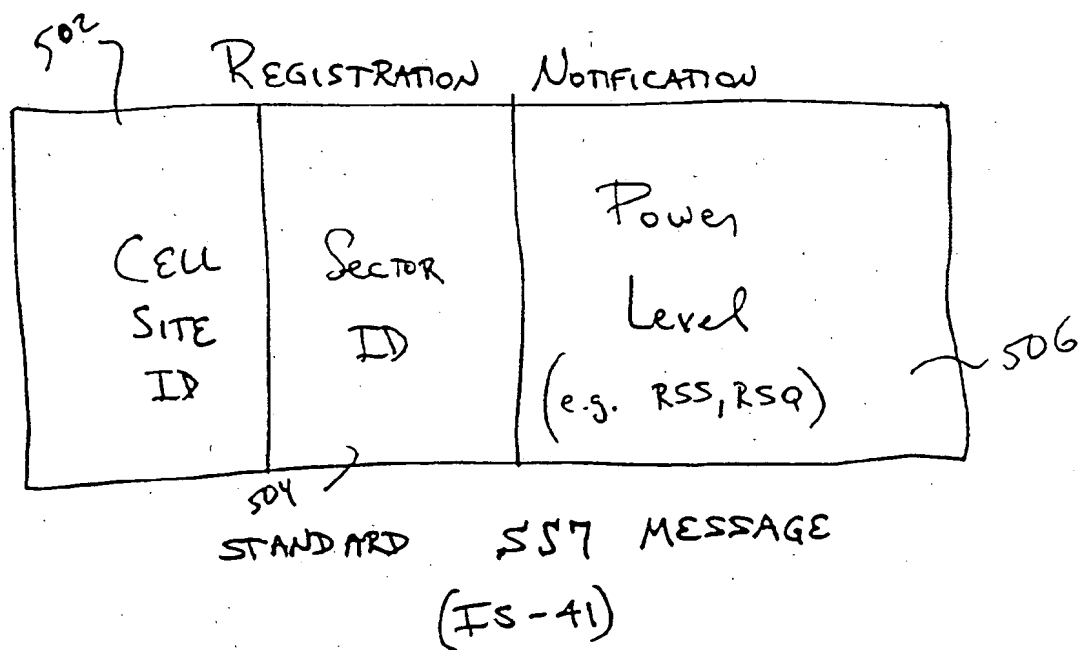 502
REGISTRATION NOTIFICATION
CELL
SITE
ID
SECTOR
ID
Power
Level
(e.g. RSS, RSQ)
506
504
STANDARD SS7 MESSAGE
(IS-41)